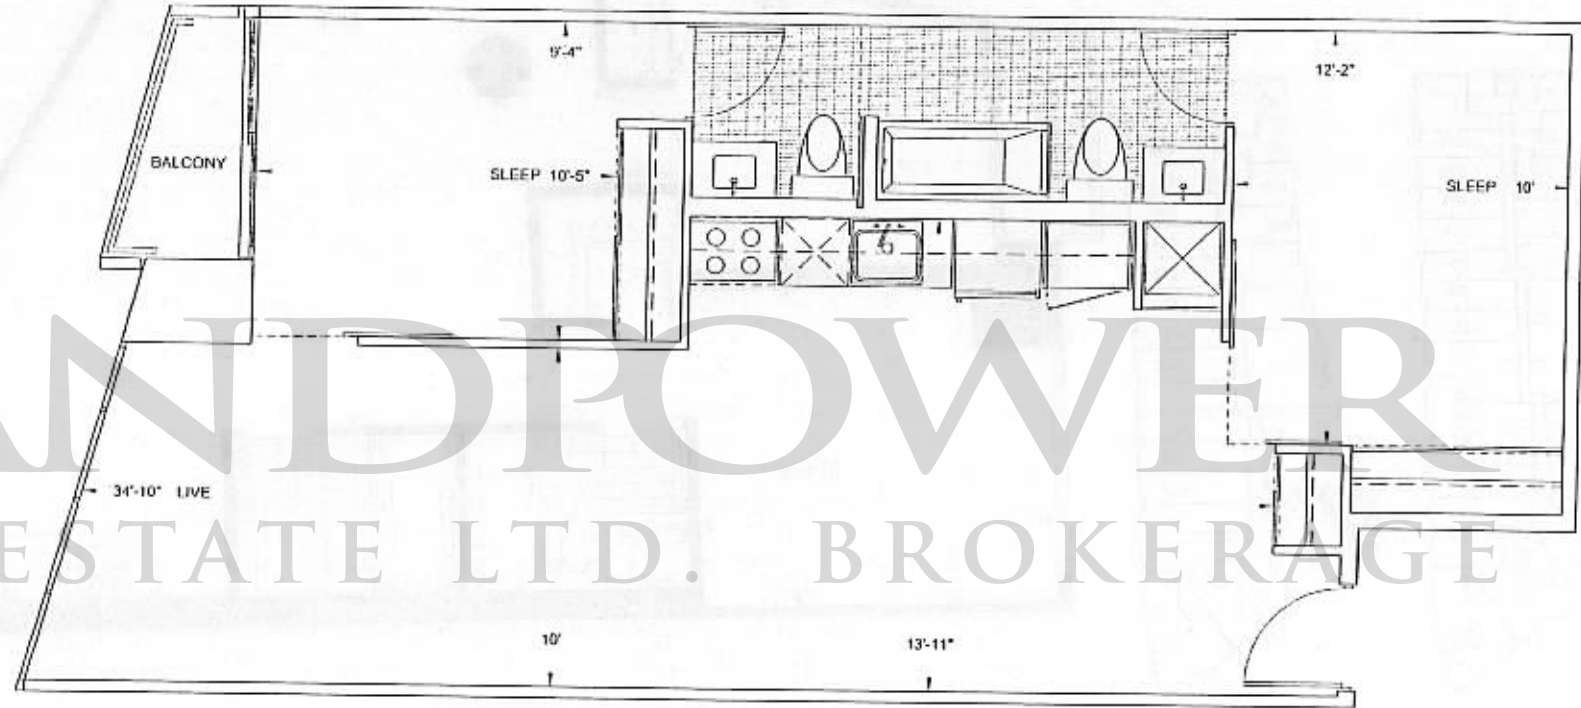 9'-4"
12'-2"
BALCONY
SLEEP 10'-5"
SLEEP 10'
ANDPOWER
34'-10" LIVE
ESTATE LTD. BROKERAGE
10'
13'-11"